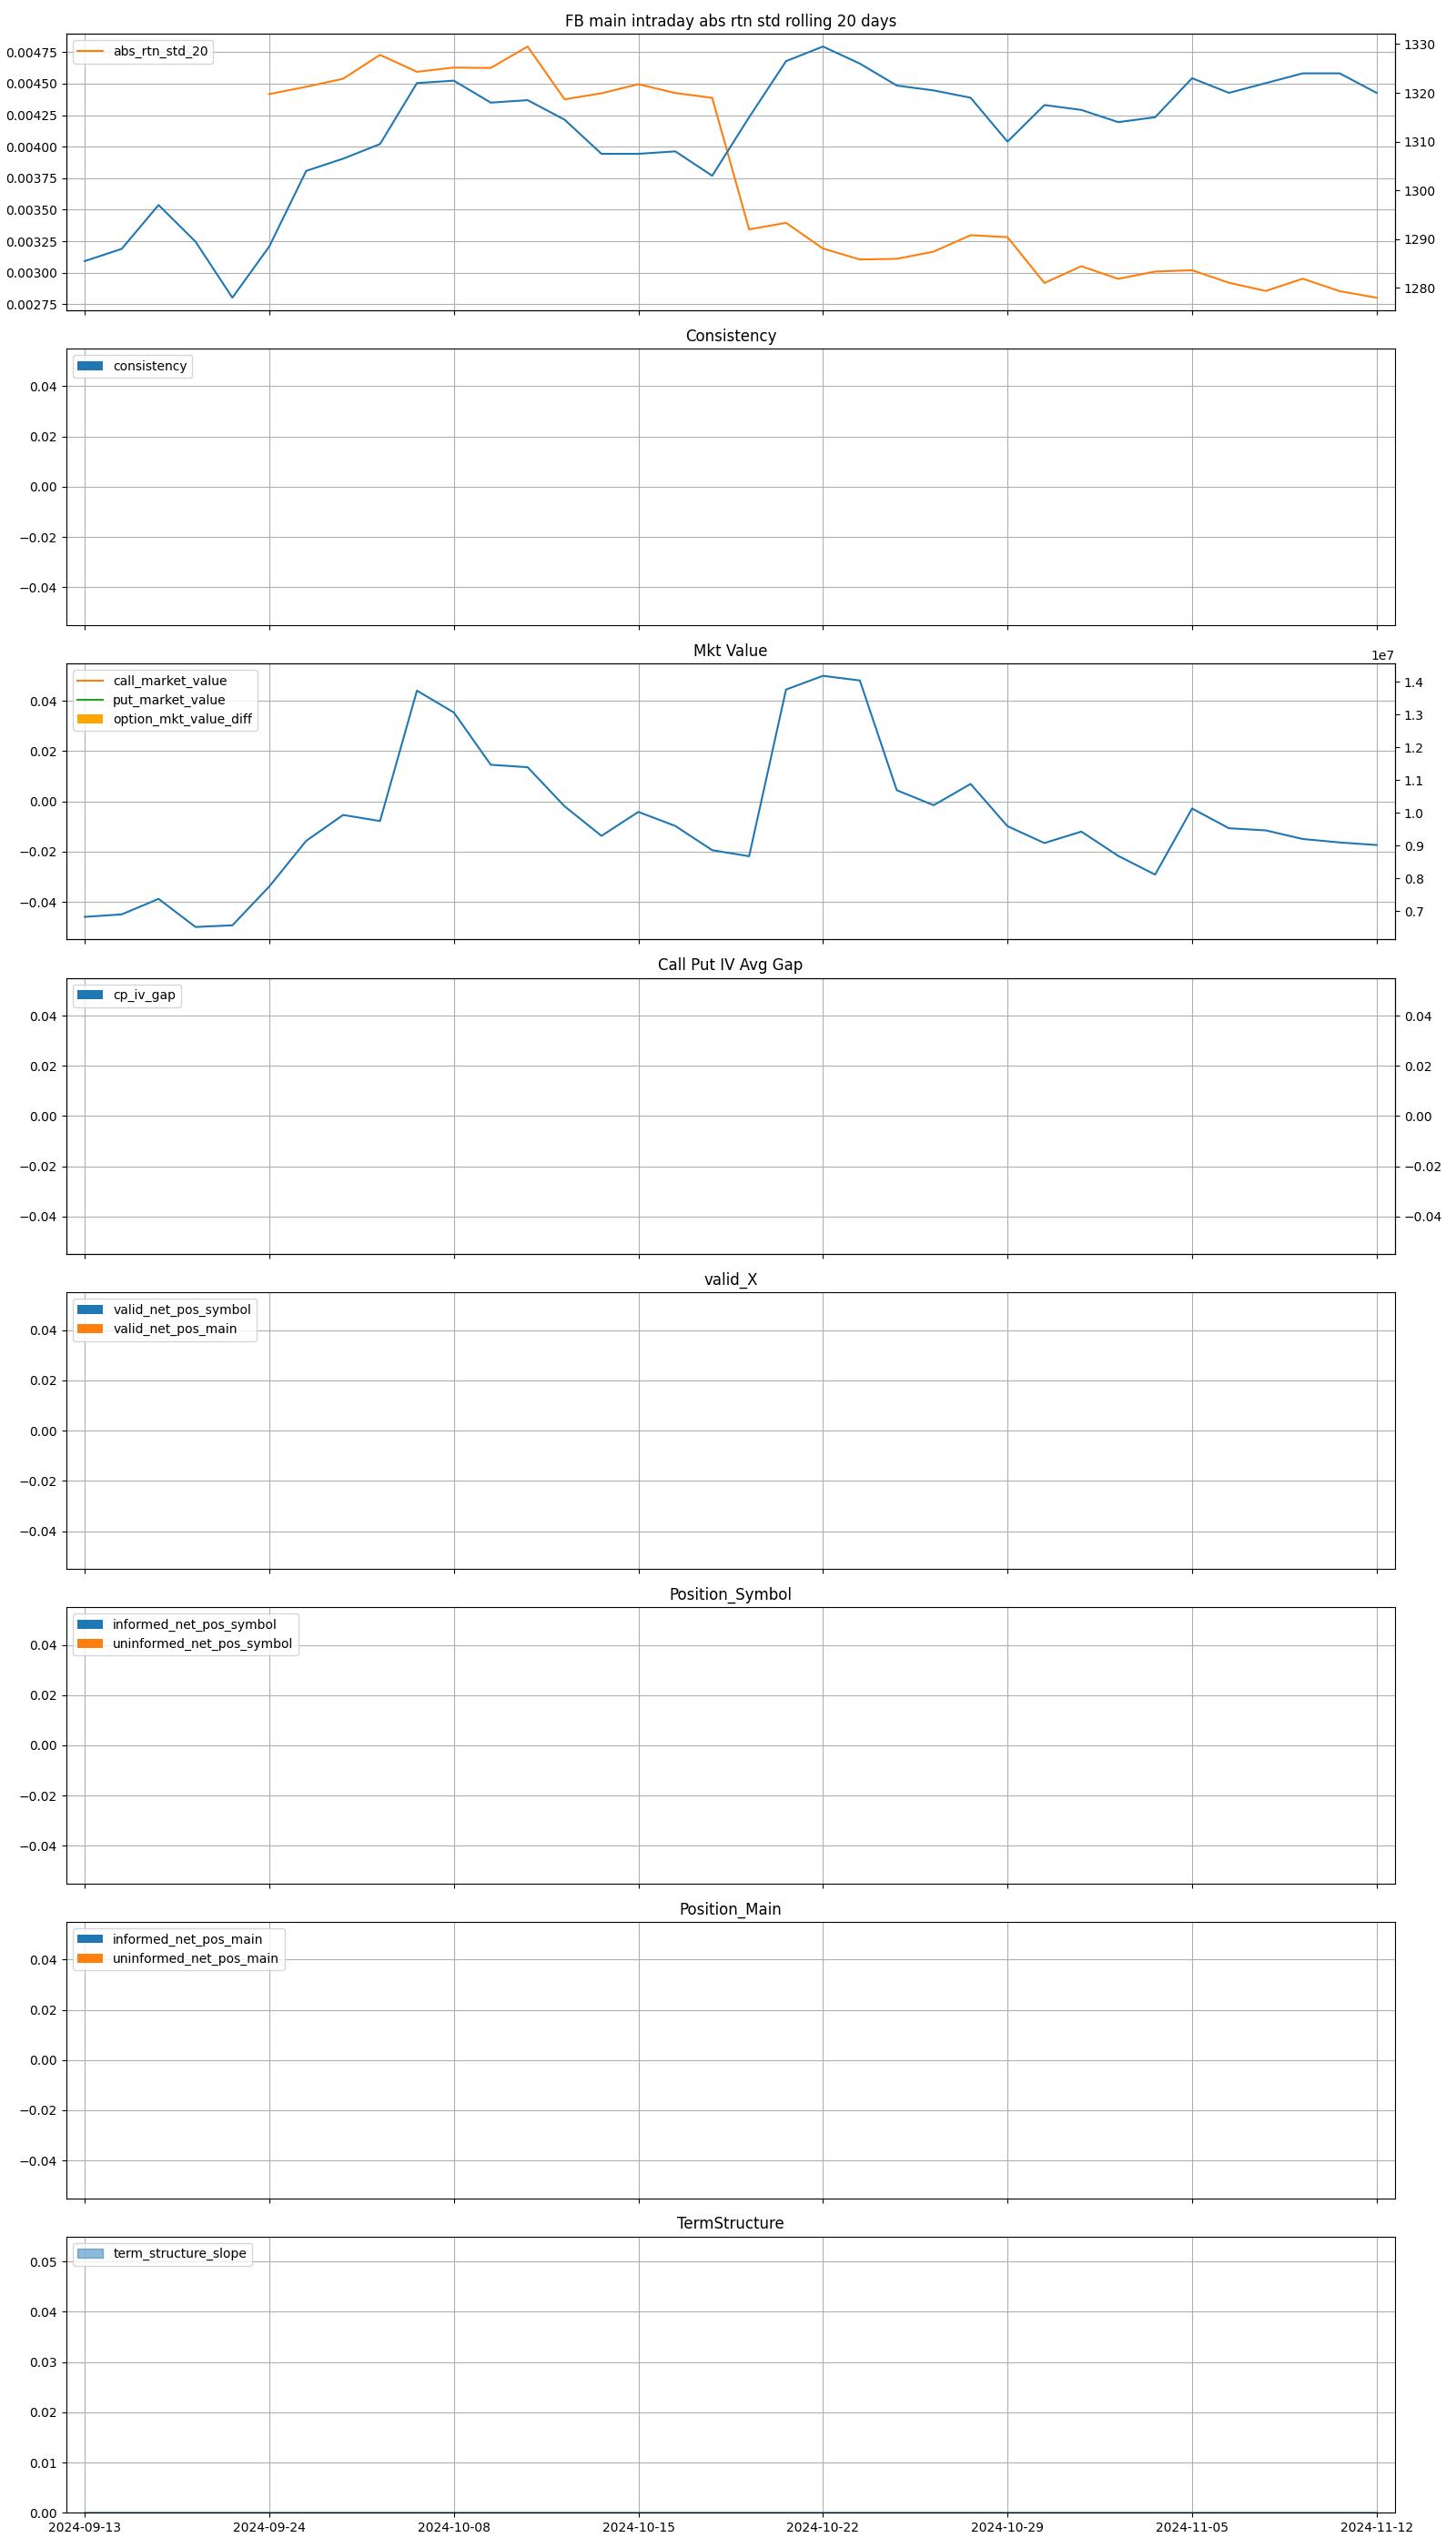 FB main intraday abs rtn std rolling 20 days
abs_rtn_std_20
0.00475
0.00450
0.00425
0.00400
0.00375
0.00350
0.00325
0.00300
0.00275
1330
1320
1310
1300
1290
1280
Consistency
consistency
0.04
0.02
0.00
−0.02
−0.04
Mkt Value
1e7
call_market_value
put_market_value
option_mkt_value_diff
0.04
0.02
0.00
−0.02
−0.04
1.4
1.3
1.2
1.1
1.0
0.9
0.8
0.7
Call Put IV Avg Gap
cp_iv_gap
0.04
0.02
0.00
−0.02
−0.04
0.04
0.02
0.00
−0.02
−0.04
valid_X
valid_net_pos_symbol
valid_net_pos_main
0.04
0.02
0.00
−0.02
−0.04
Position_Symbol
informed_net_pos_symbol
uninformed_net_pos_symbol
0.04
0.02
0.00
−0.02
−0.04
Position_Main
informed_net_pos_main
uninformed_net_pos_main
0.04
0.02
0.00
−0.02
−0.04
TermStructure
term_structure_slope
0.05
0.04
0.03
0.02
0.01
0.00
2024-09-13 2024-09-24 2024-10-08 2024-10-15 2024-10-22 2024-10-29 2024-11-05 2024-11-12